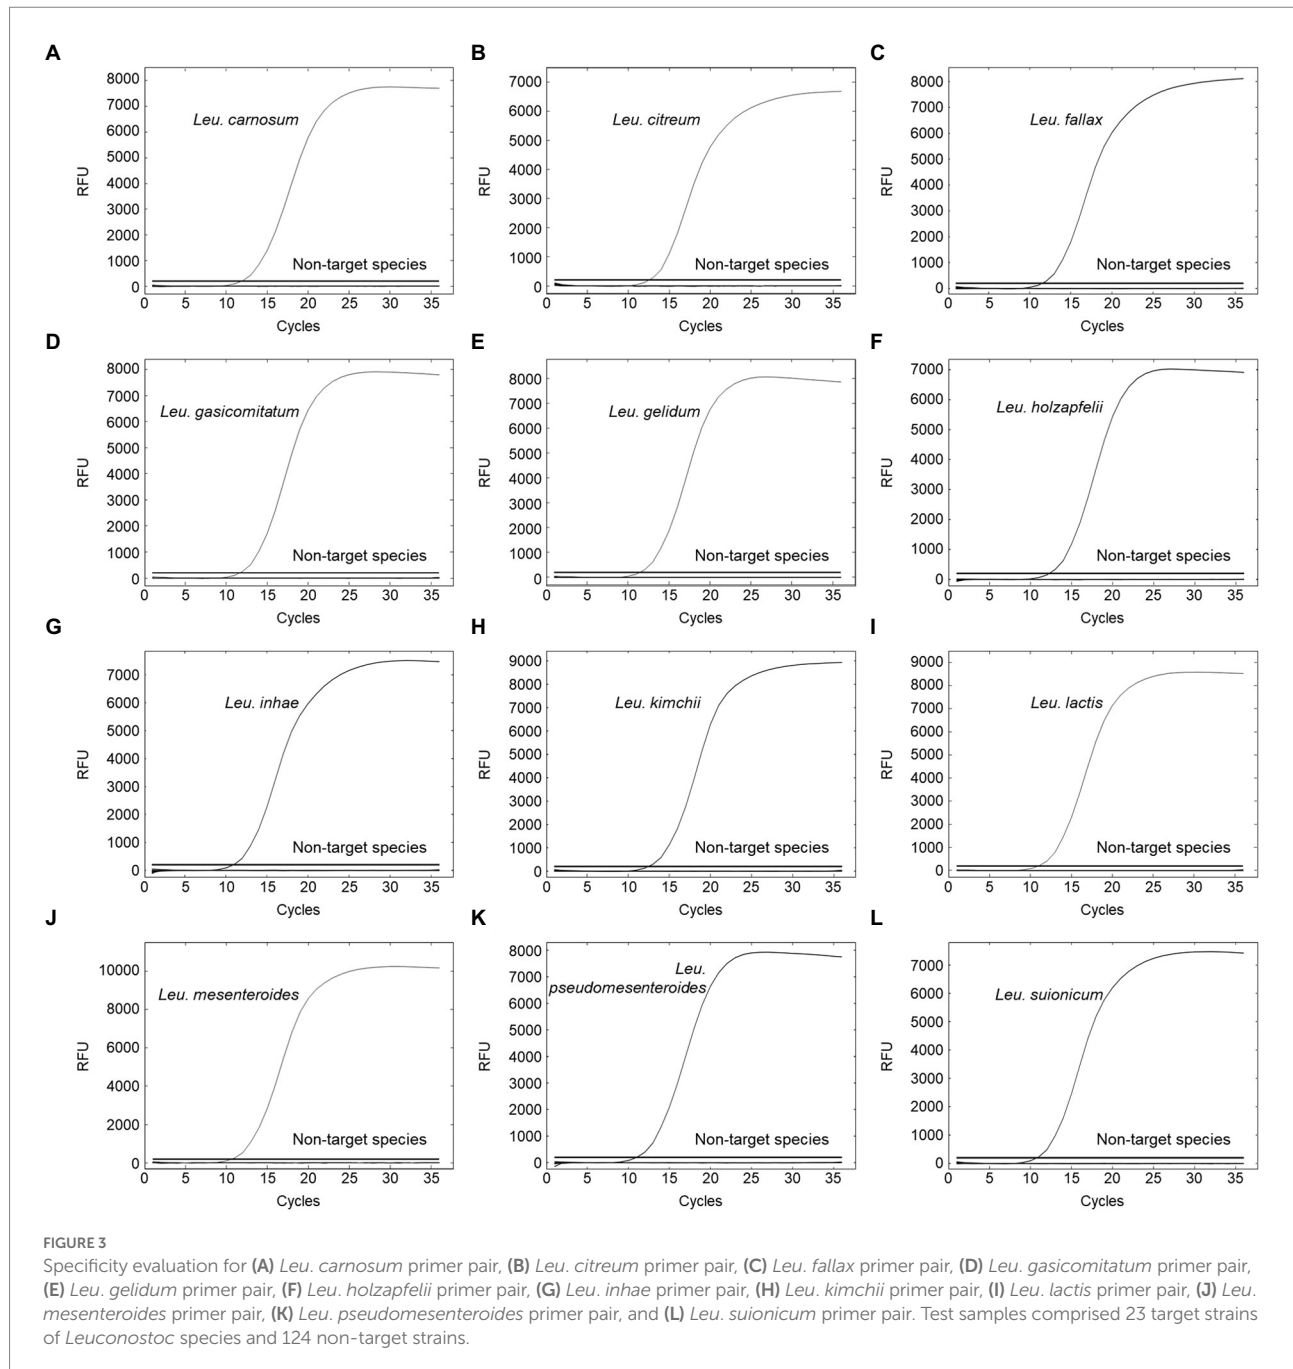 A
B
C
8000
7000
6000
5000
4000
3000
2000
1000
0
RFU
Leu. carnosum
Non-target species
0 5 10 15 20 25 30 35
Cycles
7000
6000
5000
4000
3000
2000
1000
0
RFU
Leu. citreum
Non-target species
0 5 10 15 20 25 30 35
Cycles
8000
7000
6000
5000
4000
3000
2000
1000
0
RFU
Leu. fallax
Non-target species
0 5 10 15 20 25 30 35
Cycles
D
E
F
8000
7000
6000
5000
4000
3000
2000
1000
0
RFU
Leu. gasicomitatum
Non-target species
0 5 10 15 20 25 30 35
Cycles
8000
7000
6000
5000
4000
3000
2000
1000
0
RFU
Leu. gelidum
Non-target species
0 5 10 15 20 25 30 35
Cycles
7000
6000
5000
4000
3000
2000
1000
0
RFU
Leu. holzapfelii
Non-target species
0 5 10 15 20 25 30 35
Cycles
G
H
I
7000
6000
5000
4000
3000
2000
1000
0
RFU
Leu. inhae
Non-target species
0 5 10 15 20 25 30 35
Cycles
9000
8000
7000
6000
5000
4000
3000
2000
1000
0
RFU
Leu. kimchii
Non-target species
0 5 10 15 20 25 30 35
Cycles
9000
8000
7000
6000
5000
4000
3000
2000
1000
0
RFU
Leu. lactis
Non-target species
0 5 10 15 20 25 30 35
Cycles
J
K
L
10000
8000
6000
4000
2000
0
RFU
Leu. mesenteroides
Non-target species
0 5 10 15 20 25 30 35
Cycles
8000
7000
6000
5000
4000
3000
2000
1000
0
RFU
Leu.
pseudomesenteroides
Non-target species
0 5 10 15 20 25 30 35
Cycles
7000
6000
5000
4000
3000
2000
1000
0
RFU
Leu. suionicum
Non-target species
0 5 10 15 20 25 30 35
Cycles
FIGURE 3
Specificity evaluation for (A) Leu. carnosum primer pair, (B) Leu. citreum primer pair, (C) Leu. fallax primer pair, (D) Leu. gasicomitatum primer pair,
(E) Leu. gelidum primer pair, (F) Leu. holzapfelii primer pair, (G) Leu. inhae primer pair, (H) Leu. kimchii primer pair, (I) Leu. lactis primer pair, (J) Leu.
mesenteroides primer pair, (K) Leu. pseudomesenteroides primer pair, and (L) Leu. suionicum primer pair. Test samples comprised 23 target strains
of Leuconostoc species and 124 non-target strains.